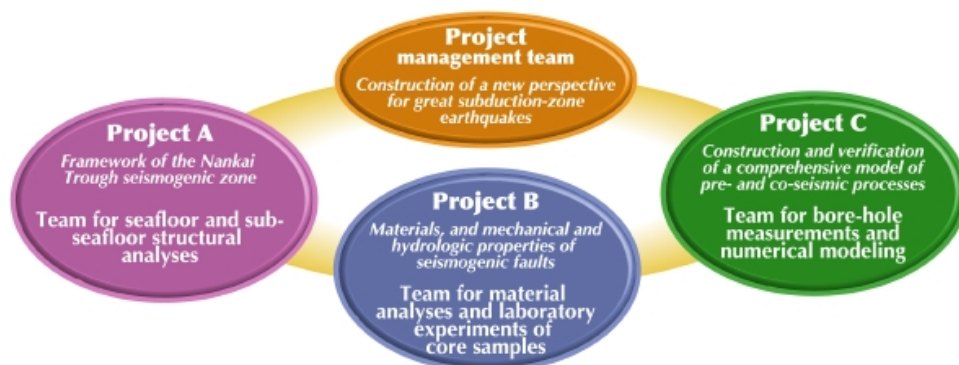 Project
management team
Construction of a new perspective
for great subduction-zone
earthquakes
Project A
Framework of the Nankai
Trough seismogenic zone
Team for seafloor and sub-
seafloor structural
analyses
Project B
Materials, and mechanical and
hydrologic properties of
seismogenic faults
Team for material
analyses and laboratory
experiments of
core samples
Project C
Construction and verification
of a comprehensive model of
pre- and co-seismic processes
Team for bore-hole
measurements and
numerical modeling